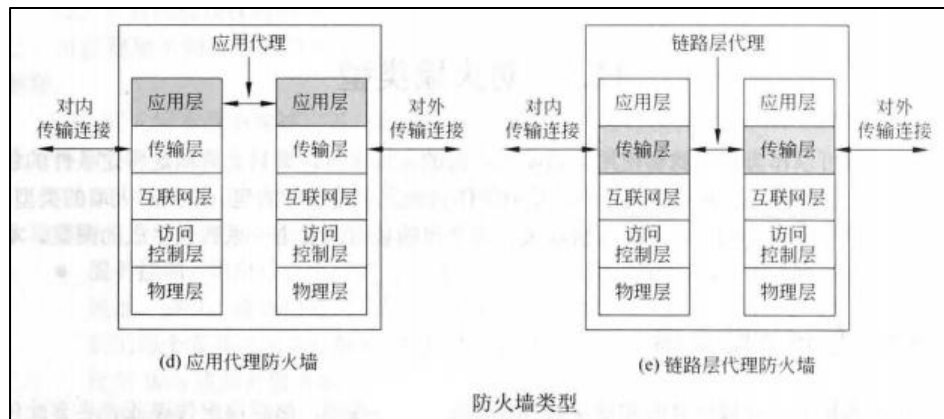 应用代理
应用层
应用层
对内
传输连接
传输层
传输层
对外
传输连接
互联网层
互联网层
访问
控制层
访问
控制层
物理层
物理层
(d) 应用代理防火墙
链路层代理
应用层
应用层
对内
传输连接
传输层
传输层
对外
传输连接
互联网层
互联网层
访问
控制层
访问
控制层
物理层
物理层
(e) 链路层代理防火墙
防火墙类型